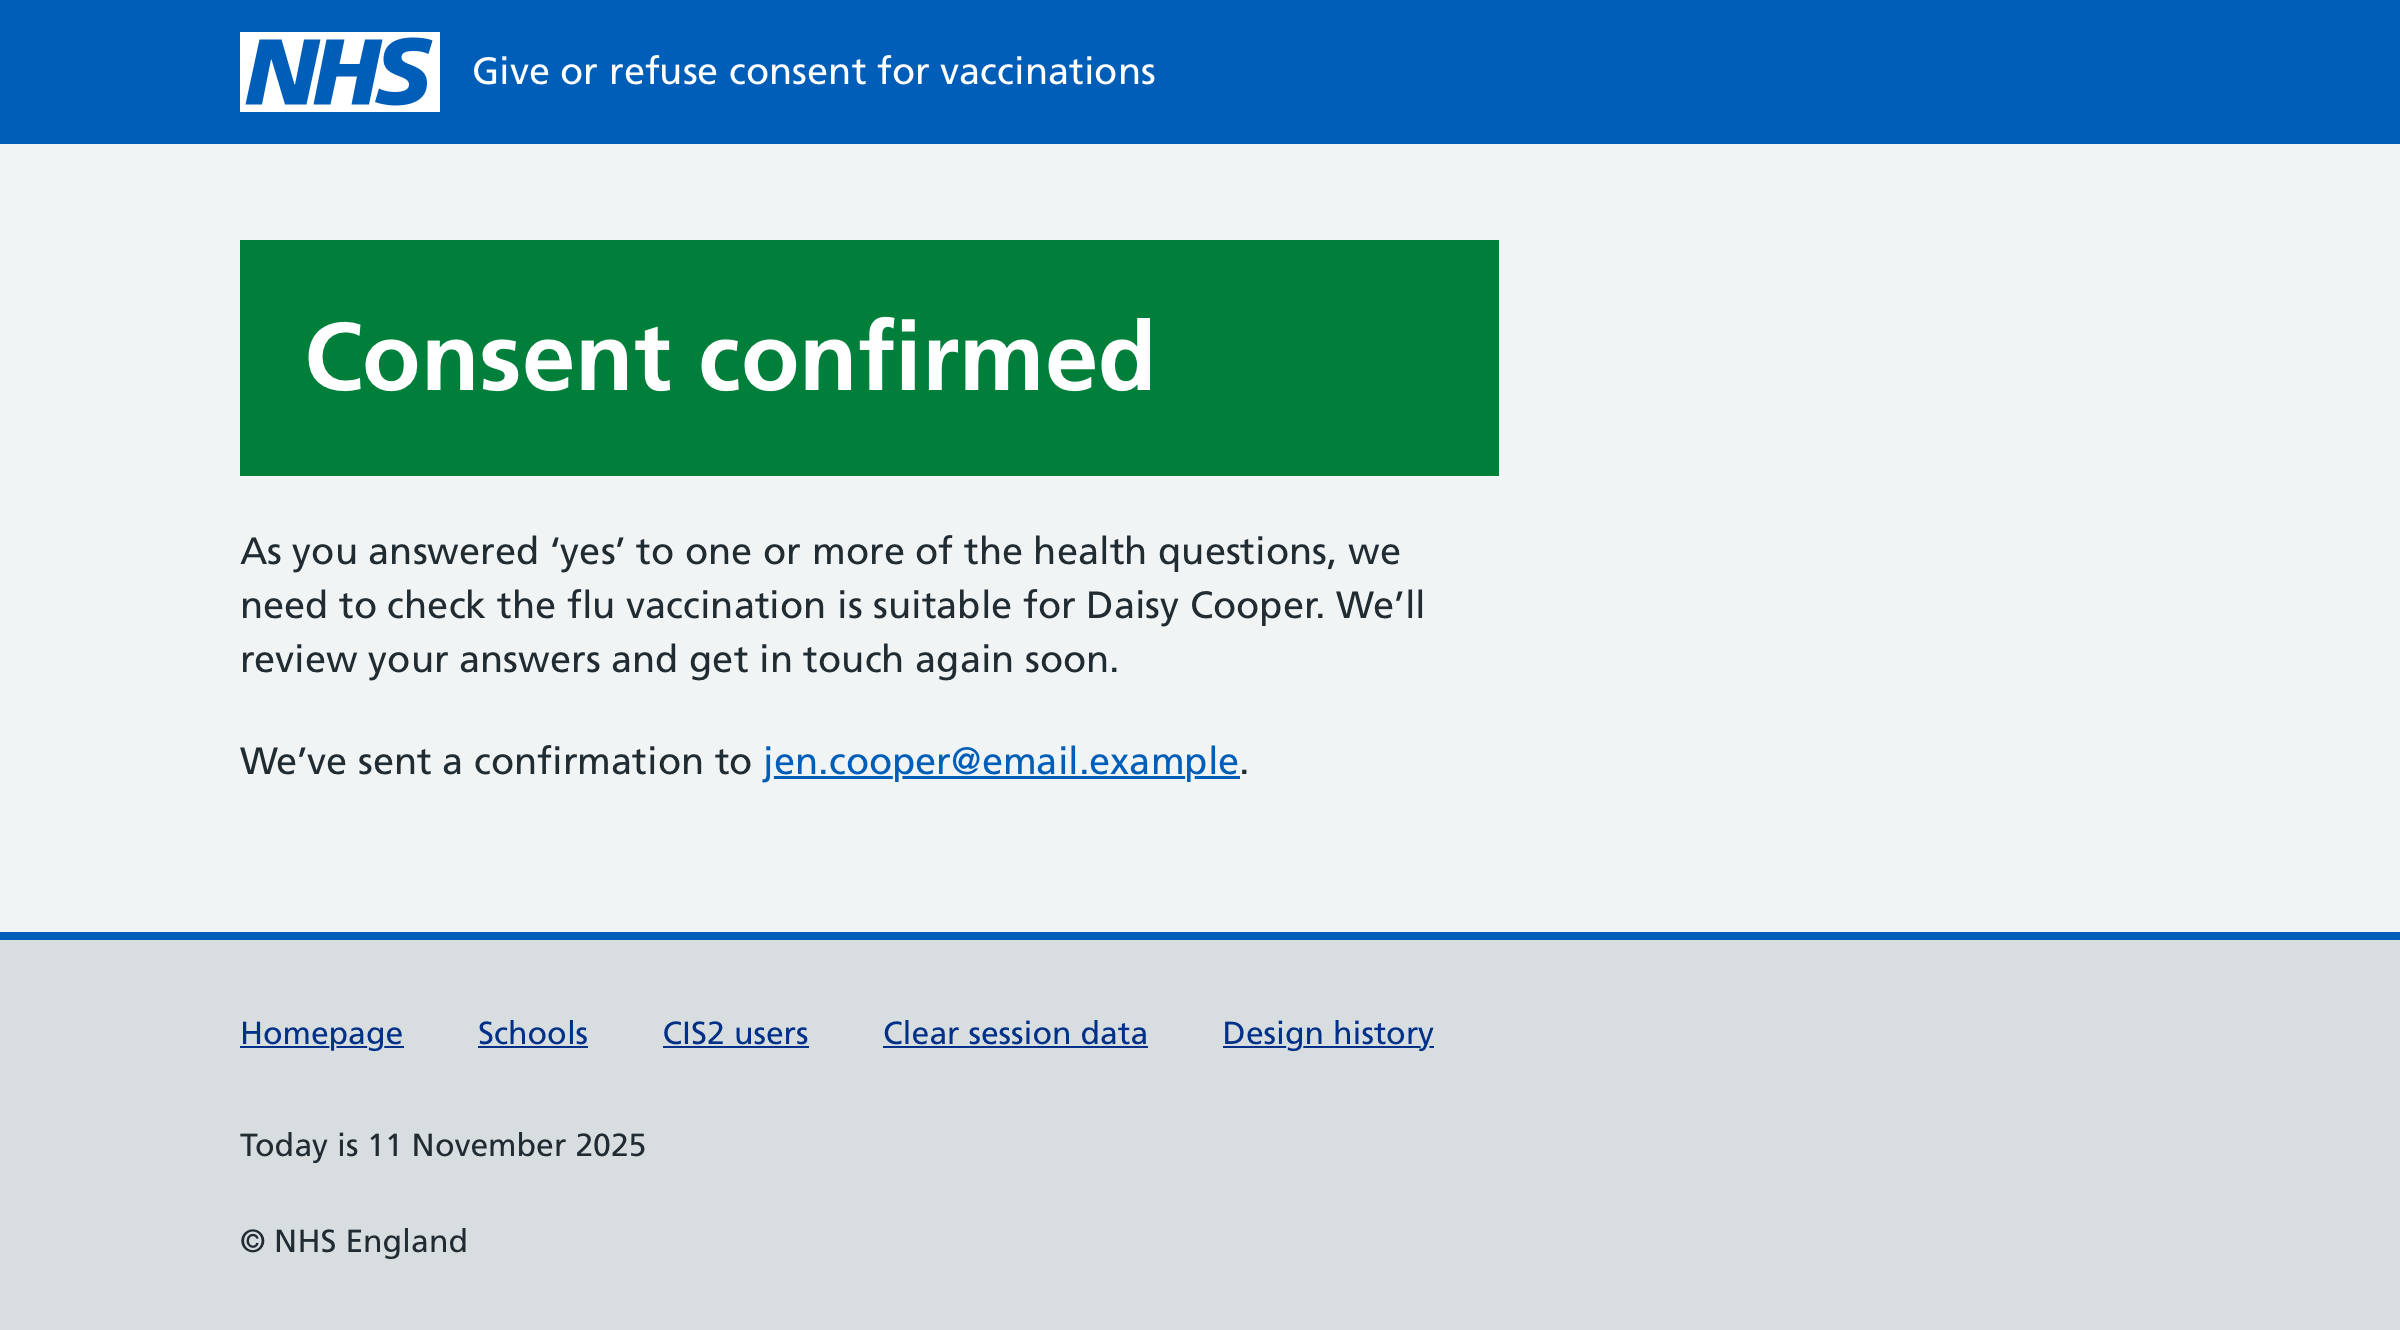 NHS Give or refuse consent for vaccinations
Consent confirmed
As you answered ‘yes’ to one or more of the health questions, we
need to check the flu vaccination is suitable for Daisy Cooper. We’ll
review your answers and get in touch again soon.
We’ve sent a confirmation to jen.cooper@email.example.
Homepage Schools CIS2 users Clear session data Design history
Today is 11 November 2025
© NHS England